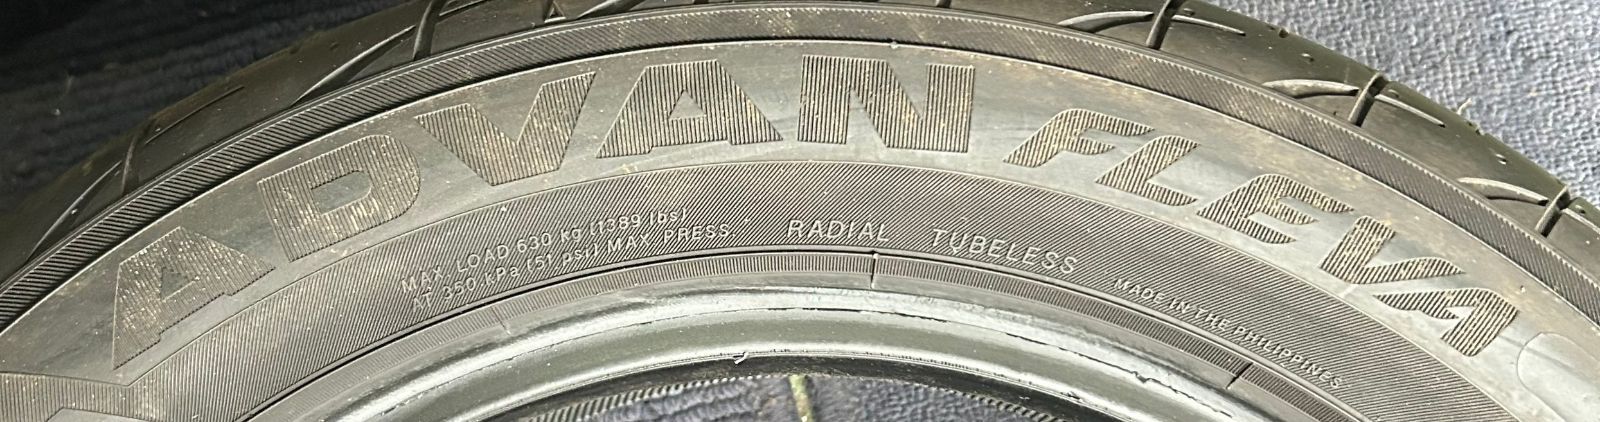 ADVAN FLEVA
MAX. LOAD 630 kg (1389 lbs)
AT 350 kPa (51 psi) MAX. PRESS.
RADIAL TUBELESS
MADE IN THE PHILIPPINES